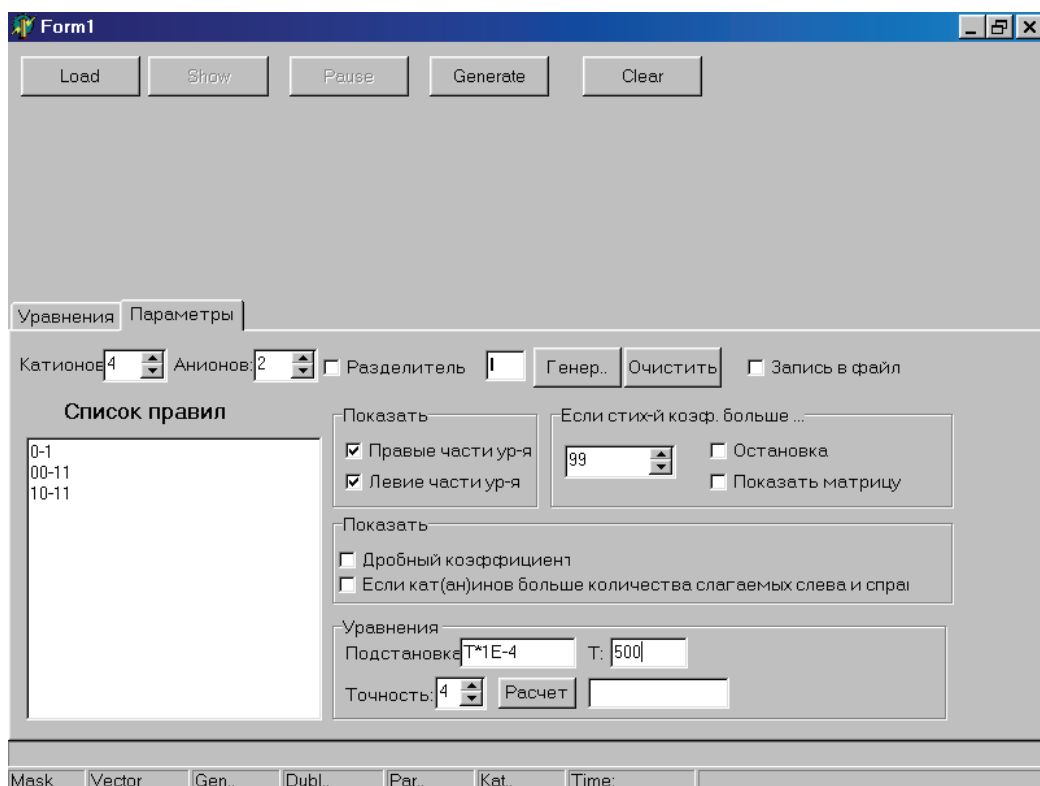 Form1
Load Show Pause Generate Clear
Уравнения Параметры
Катионов 4 Анионов: 2 Разделитель Генер.. Очистить Запись в файл
Список правил
0-1
00-11
10-11
Показать
Правые части ур-я
Левие части ур-я
Если стих-й коэф. больше ...
99 Остановка
Показать матрицу
Показать
Дробный коэффициент
Если кат(ан)инов больше количества слагаемых слева и
Уравнения
Подстановка T*1E-4 T: 500
Точность: 4 Расчет
Mask Vector Gen.. Dubl.. Par.. Kat.. Time: